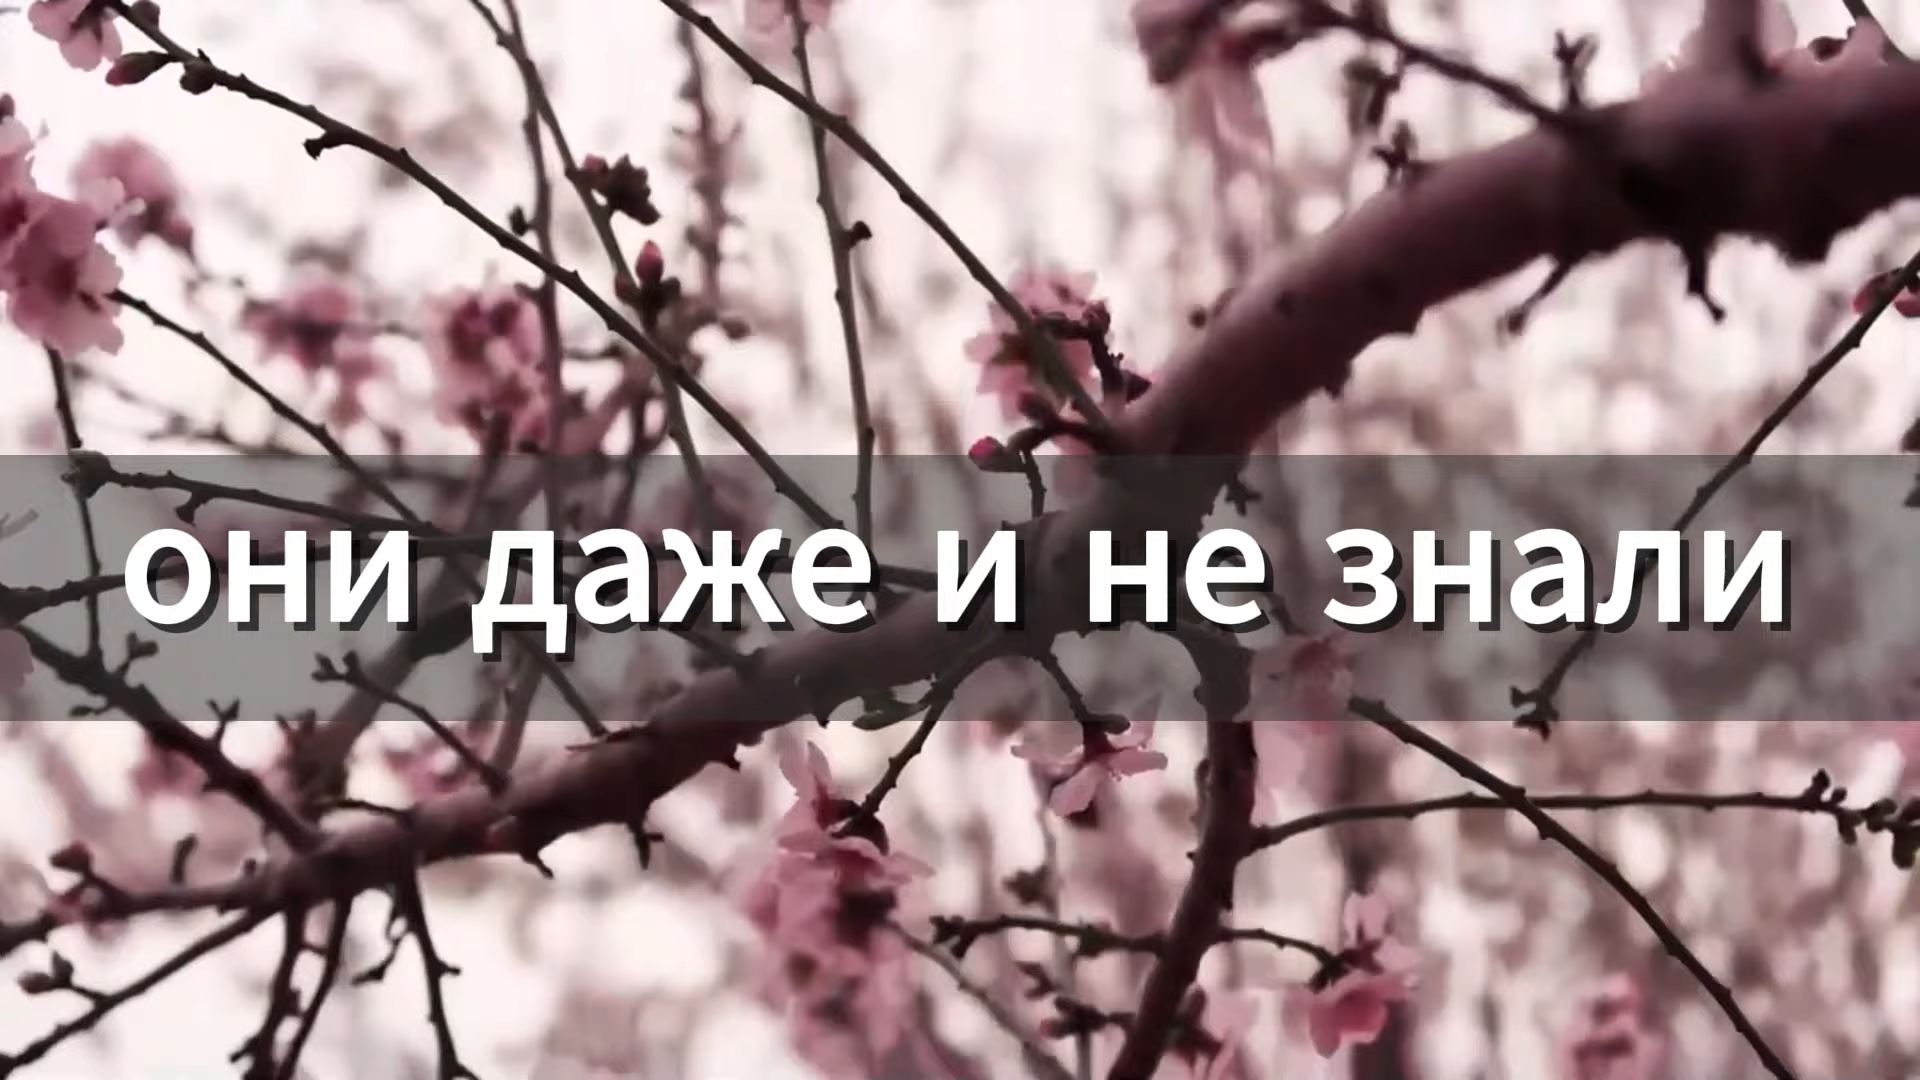 они даже и не знали